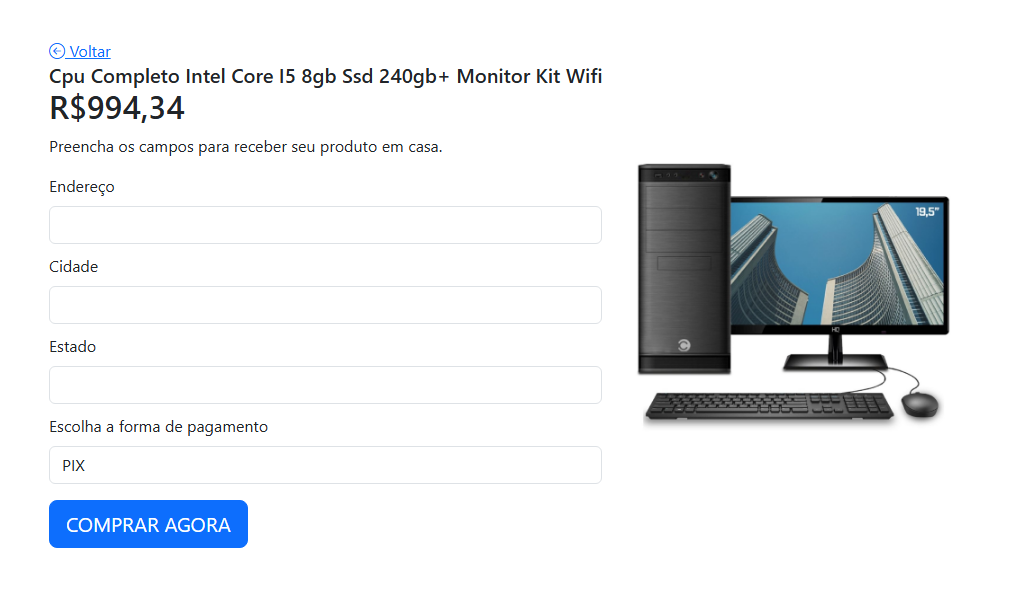 Voltar
Cpu Completo Intel Core I5 8gb Ssd 240gb+ Monitor Kit Wifi
R$994,34
Preencha os campos para receber seu produto em casa.
Endereço
Cidade
Estado
Escolha a forma de pagamento
PIX
COMPRAR AGORA
19,5"
HQ